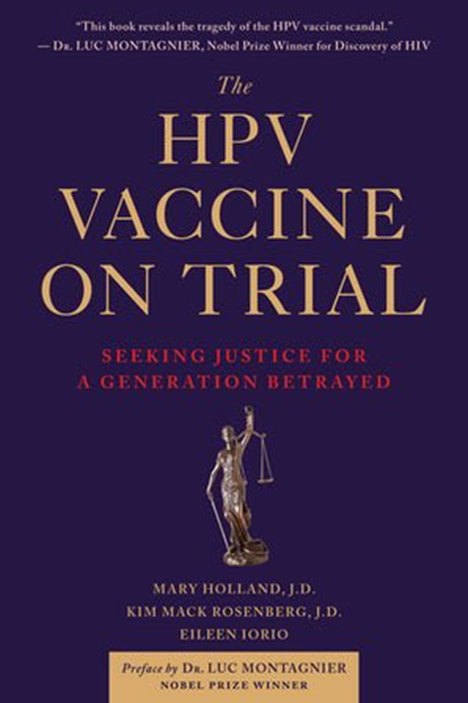 “This book reveals the tragedy of the HPV vaccine scandal.”
— DR. LUC MONTAGNIER, Nobel Prize Winner for Discovery of HIV
The
HPV
VACCINE
ON TRIAL
SEEKING JUSTICE FOR
A GENERATION BETRAYED
MARY HOLLAND, J.D.
KIM MACK ROSENBERG, J.D.
EILEEN IORIO
Preface by DR. LUC MONTAGNIER
NOBEL PRIZE WINNER